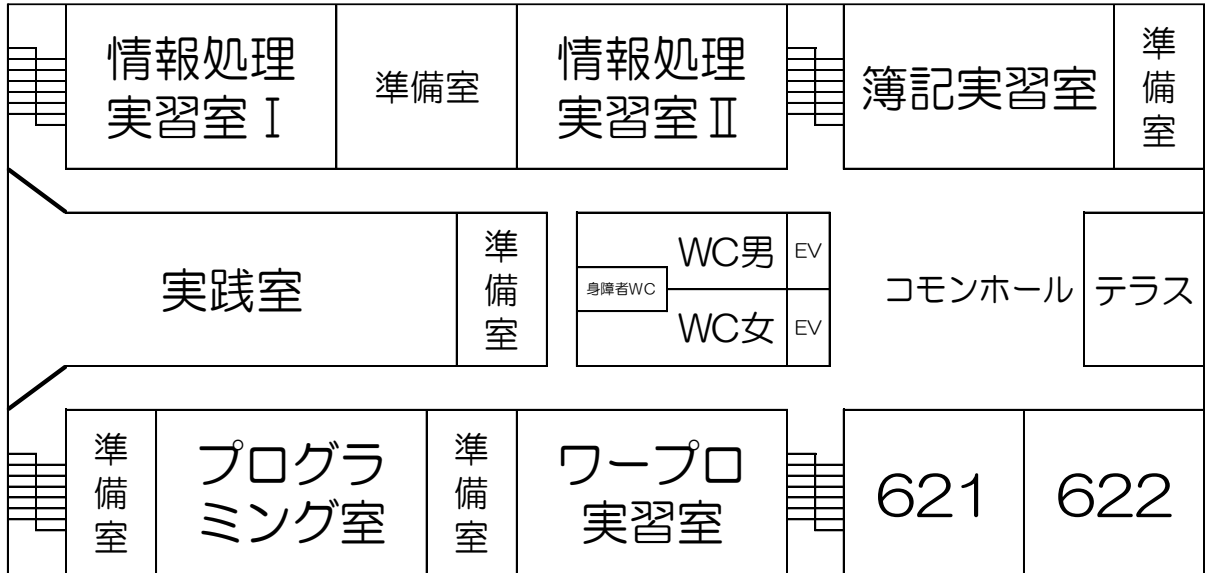 情報処理
実習室Ⅰ
準備室
情報処理
実習室Ⅱ
簿記実習室
準備室
実践室
準備室
WC男
EV
身障者WC
WC女
EV
コモンホール
テラス
準備室
プログラ
ミング室
準備室
ワープロ
実習室
621
622